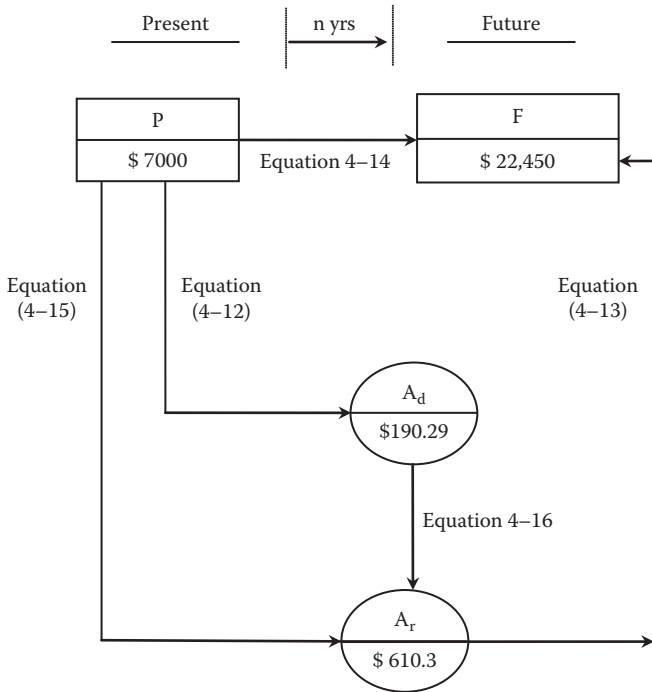 Present
n yrs
Future
P
$ 7000
Equation 4–14
F
$ 22,450
Equation
(4–15)
Equation
(4–12)
Equation
(4–13)
A_d
$190.29
Equation 4–16
A_r
$ 610.3